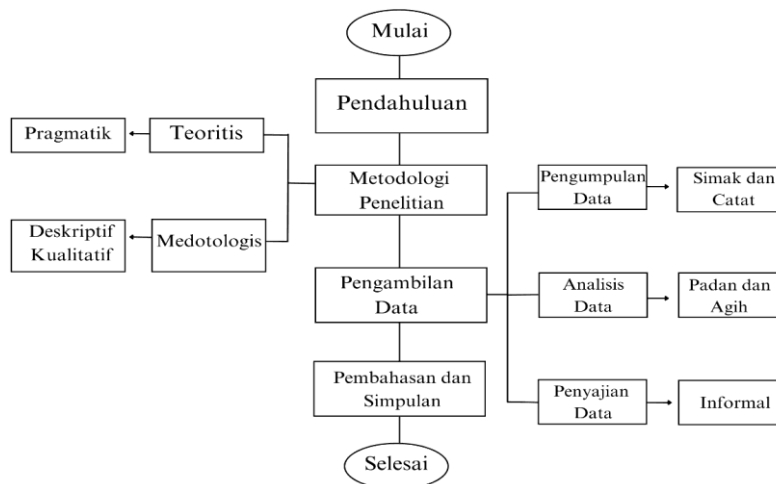 Mulai
Pendahuluan
Pragmatik
Teoritis
Metodologi
Penelitian
Pengumpulan
Data
Simak dan
Catat
Deskriptif
Kualitatif
Medotologis
Pengambilan
Data
Analisis
Data
Padan dan
Agih
Pembahasan dan
Simpulan
Penyajian
Data
Informal
Selesai